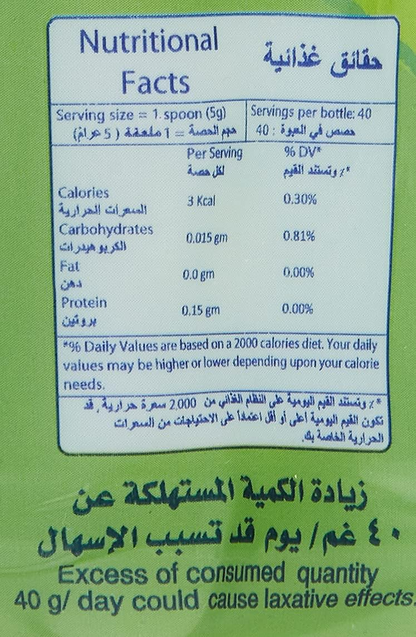 Nutritional Facts
حقائق غذائية
Serving size = 1 spoon (5g)
حجم الحصة = 1 ملعقة ( 5 غرام)
Servings per bottle: 40
حصص في العبوة : 40
Per Serving
لكل حصة
% DV*
*٪ وتستند القيم
Calories
السعرات الحرارية
3 Kcal
0.30%
Carbohydrates
الكربوهيدرات
0.015 gm
0.81%
Fat
دهن
0.0 gm
0.00%
Protein
بروتين
0.15 gm
0.00%
*% Daily Values are based on a 2000 calories diet. Your daily
values may be higher or lower depending upon your calorie
needs.
*٪ وتستند القيم اليومية على النظام الغذائي من 2,000 سعرة حرارية, قد
تكون القيم اليومية أعلى أو أقل اعتمادا على الاحتياجات من السعرات
الحرارية الخاصة بك.
زيادة الكمية المستهلكة عن
٤٠ غم/ يوم قد تسبب الإسهال
Excess of consumed quantity
40 g/ day could cause laxative effects.